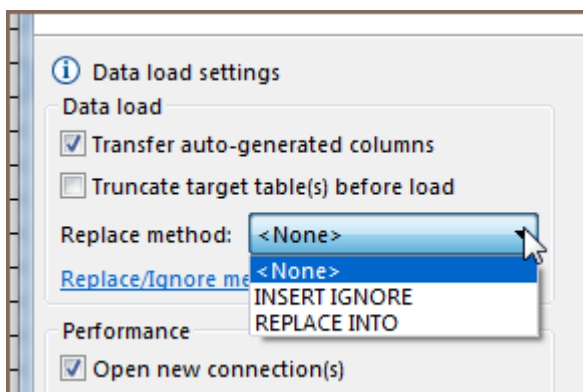 Data load settings
Data load
Transfer auto-generated columns
Truncate target table(s) before load
Replace method: <None>
<None>
Replace/Ignore me
INSERT IGNORE
REPLACE INTO
Performance
Open new connection(s)